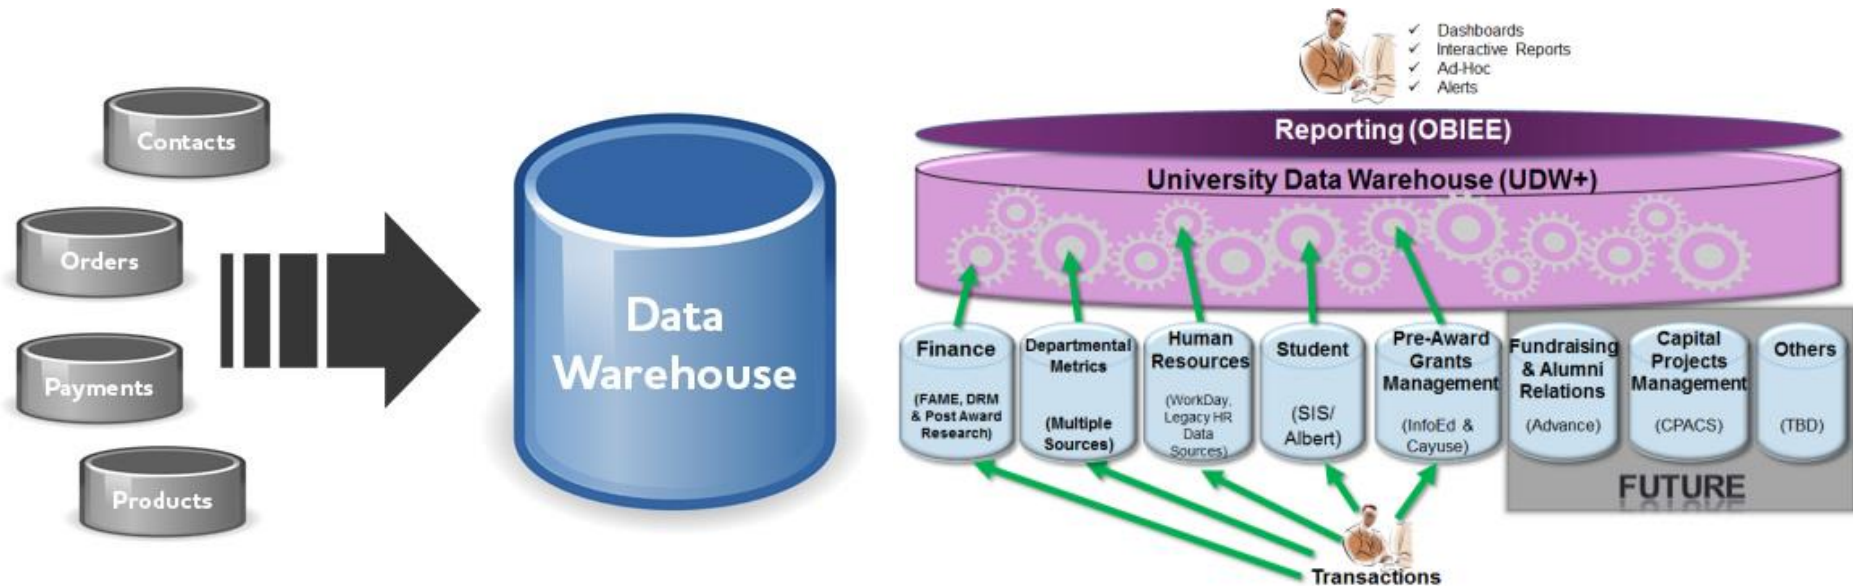 Contacts
Orders
Payments
Products
Data
Warehouse
✓ Dashboards
✓ Interactive Reports
✓ Ad-Hoc
✓ Alerts
Reporting (OBIEE)
University Data Warehouse (UDW+)
Finance
(FAME, DRM
& Post Award
Research)
Departmental
Metrics
(Multiple
Sources)
Human
Resources
(WorkDay,
Legacy HR
Data
Sources)
Student
(SIS/
Albert)
Pre-Award
Grants
Management
(InfoEd &
Cayuse)
Fundraising
& Alumni
Relations
(Advance)
Capital
Projects
Management
(CPACS)
Others
(TBD)
FUTURE
Transactions